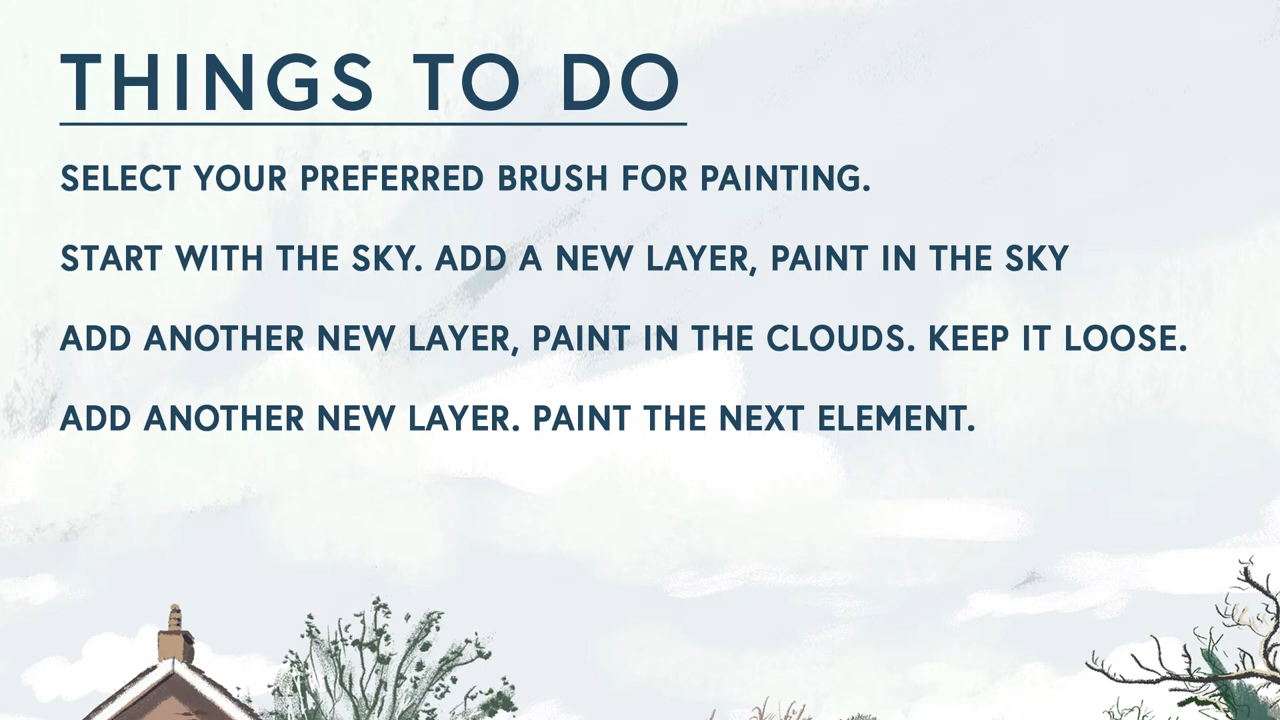 THINGS TO DO
SELECT YOUR PREFERRED BRUSH FOR PAINTING.
START WITH THE SKY. ADD A NEW LAYER, PAINT IN THE SKY
ADD ANOTHER NEW LAYER, PAINT IN THE CLOUDS. KEEP IT LOOSE.
ADD ANOTHER NEW LAYER. PAINT THE NEXT ELEMENT.